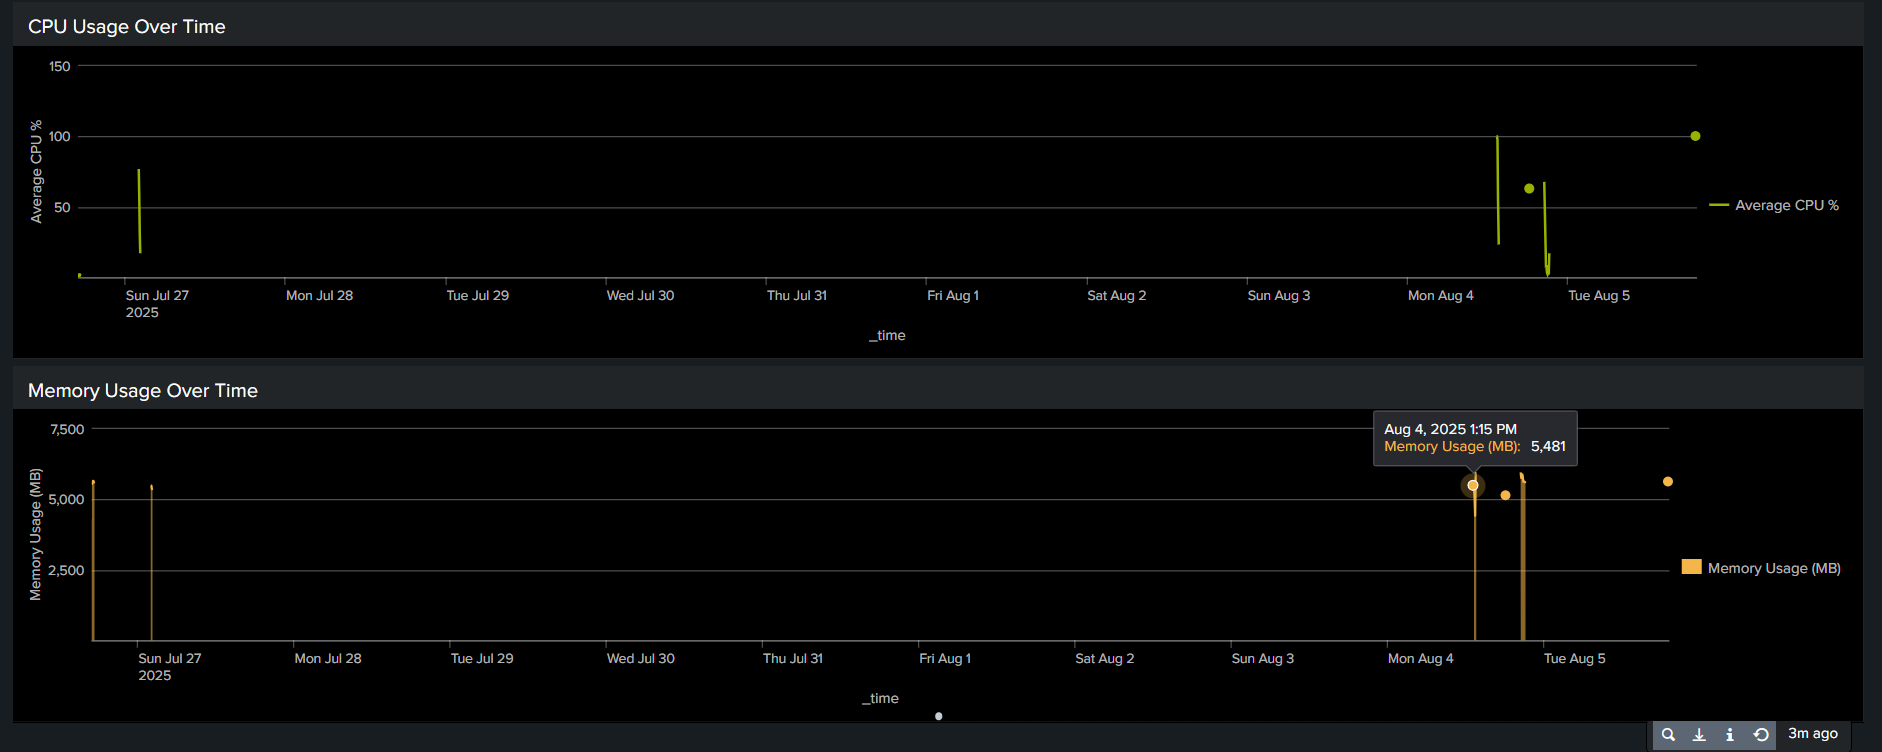 CPU Usage Over Time
150
100
50
Average CPU %
Sun Jul 27
2025
Mon Jul 28
Tue Jul 29
Wed Jul 30
Thu Jul 31
Fri Aug 1
Sat Aug 2
Sun Aug 3
Mon Aug 4
Tue Aug 5
_time
Average CPU %
Memory Usage Over Time
7,500
5,000
2,500
Memory Usage (MB)
Aug 4, 2025 1:15 PM
Memory Usage (MB): 5,481
Sun Jul 27
2025
Mon Jul 28
Tue Jul 29
Wed Jul 30
Thu Jul 31
Fri Aug 1
Sat Aug 2
Sun Aug 3
Mon Aug 4
Tue Aug 5
_time
Memory Usage (MB)
3m ago